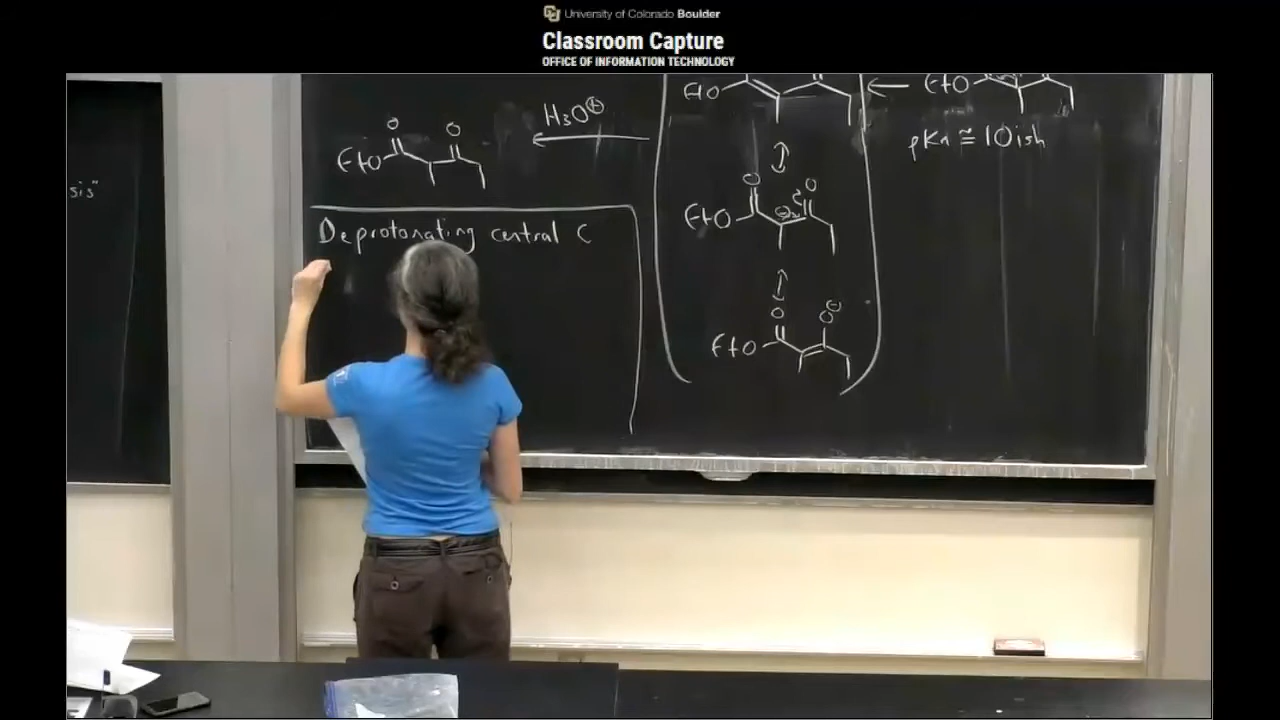 University of Colorado Boulder
Classroom Capture
OFFICE OF INFORMATION TECHNOLOGY
sis"
H₃O⊕
EtO
O
O
Deprotonating central C
EtO
EtO
pKa ≅ 10ish
O
O
EtO
⊖
O
O
⊖
EtO